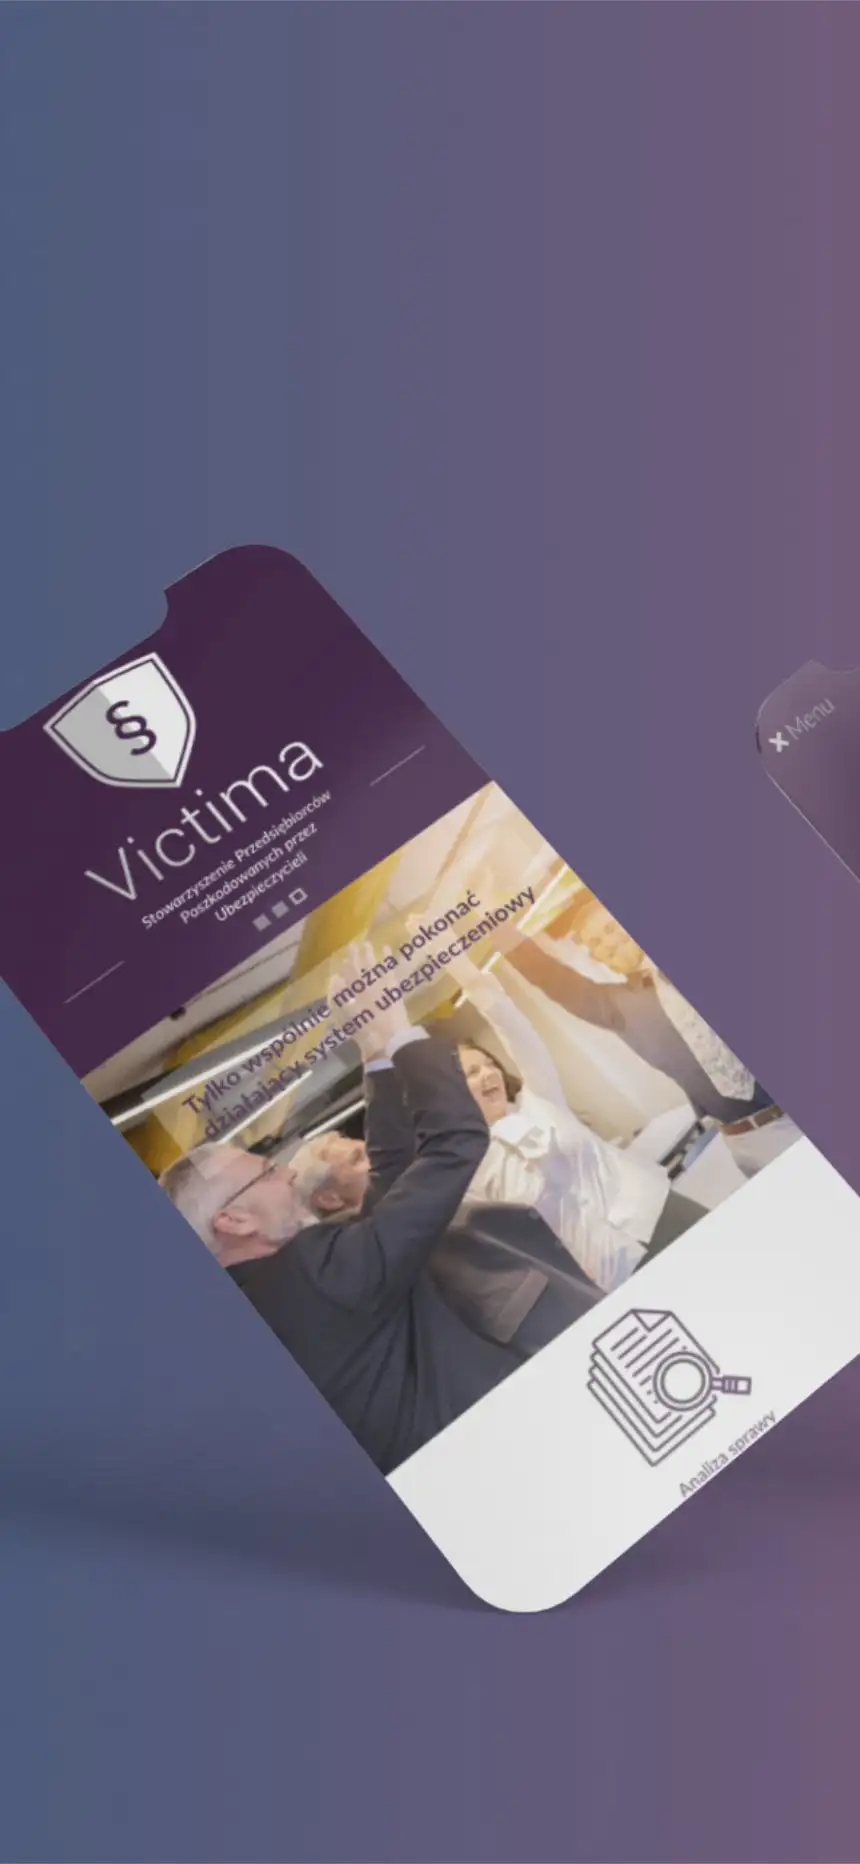 §
Victima
Stowarzyszenie Przedsiębiorców
Poszkodowanych przez
Ubezpieczycieli
Tylko wspólnie można pokonać
działający system ubezpieczeniowy
Analiza sprawy
Menu